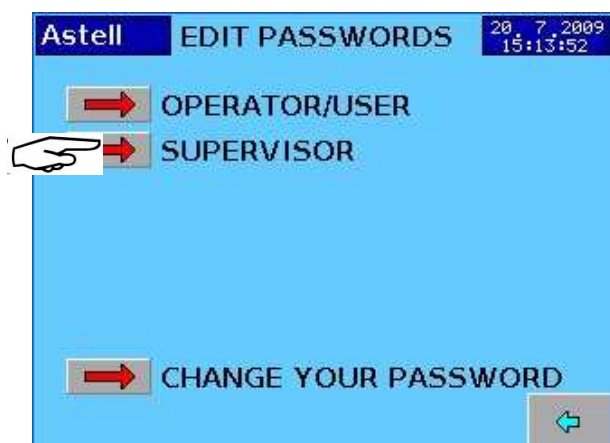 Astell EDIT PASSWORDS 20. 7.2009
15:13:52
OPERATOR/USER
SUPERVISOR
CHANGE YOUR PASSWORD